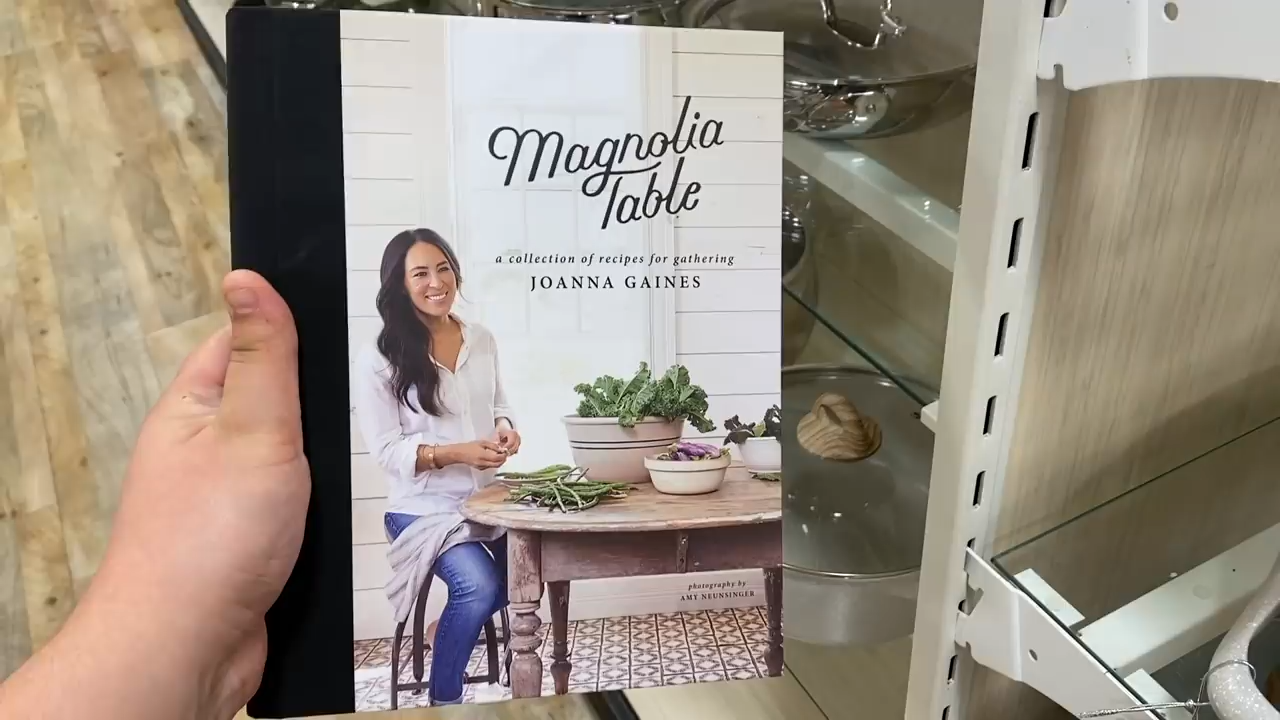 Magnolia
Table
a collection of recipes for gathering
JOANNA GAINES
photography by
AMY NEUNSINGER